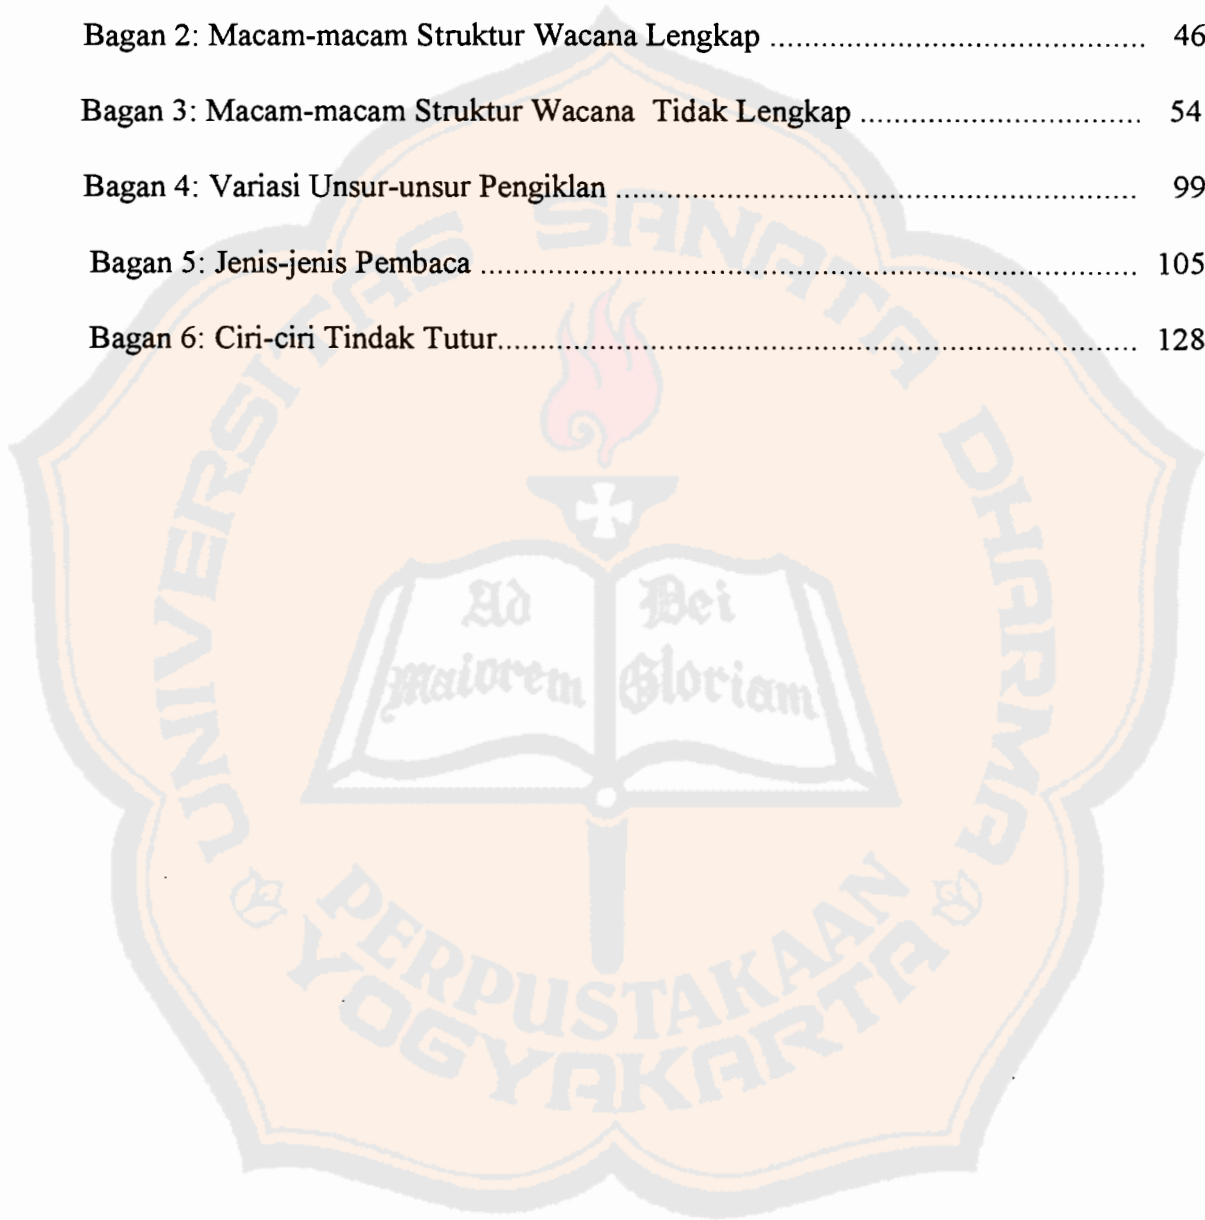 Bagan 2: Macam-macam Struktur Wacana Lengkap ........................................ 46
Bagan 3: Macam-macam Struktur Wacana  Tidak Lengkap .............................. 54
Bagan 4: Variasi Unsur-unsur Pengiklan ........................................................ 99
Bagan 5: Jenis-jenis Pembaca ...................................................................... 105
Bagan 6: Ciri-ciri Tindak Tutur.................................................................... 128
UNIVERSITAS SANATA DHARMA
Ad Dei
Maiorem Gloriam
PERPUSTAKAAN
YOGYAKARTA